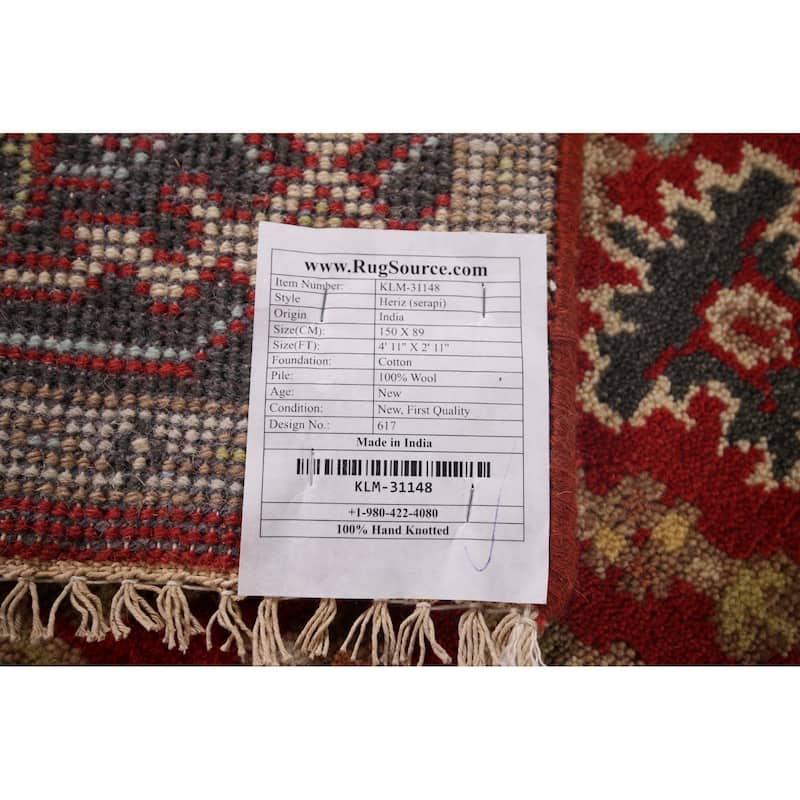 www.RugSource.com
Item Number: KLM-31148
Style Heriz (serapi)
Origin India
Size(CM): 150 X 89
Size(FT): 4' 11" X 2' 11"
Foundation: Cotton
Pile: 100% Wool
Age: New
Condition: New, First Quality
Design No.: 617
Made in India
KLM-31148
+1-980-422-4080
100% Hand Knotted